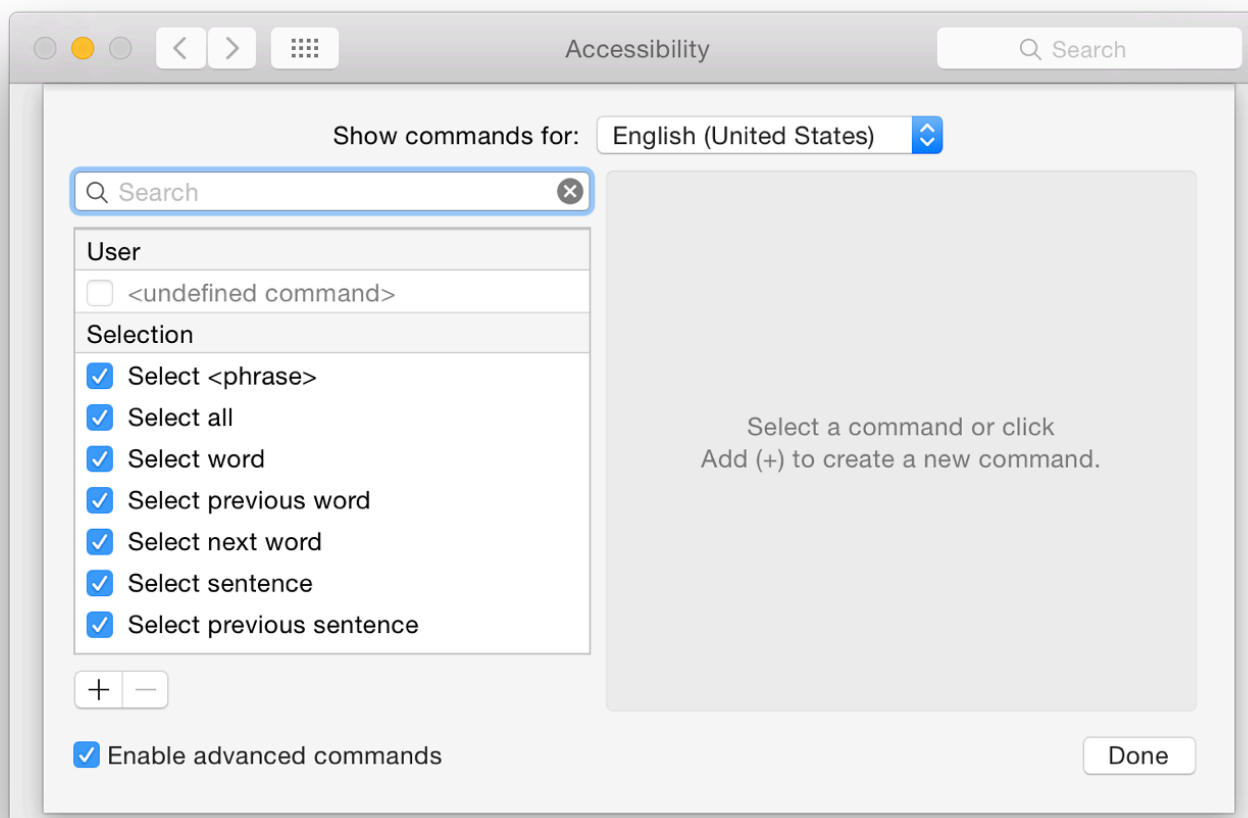 Accessibility
Search
Show commands for:
English (United States)
Search
User
<undefined command>
Selection
Select <phrase>
Select all
Select word
Select previous word
Select next word
Select sentence
Select previous sentence
Select a command or click
Add (+) to create a new command.
Enable advanced commands
Done